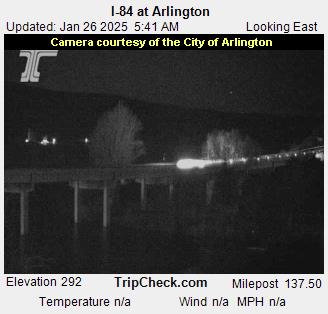 I-84 at Arlington
Updated: Jan 26 2025 5:41 AM Looking East
Camera courtesy of the City of Arlington
Elevation 292 TripCheck.com Milepost 137.50
Temperature n/a Wind n/a MPH n/a